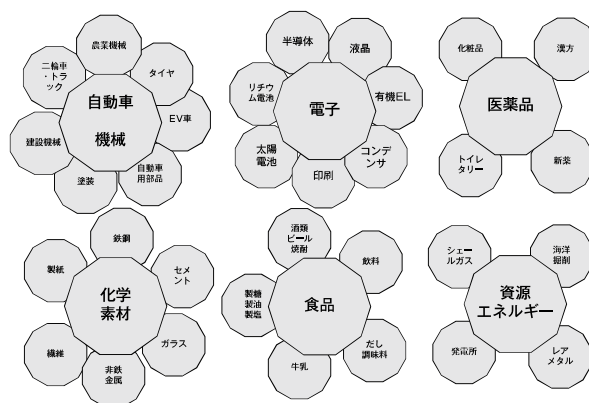 農業機械
二輪車
・トラ
ック
タイヤ
自動車
機械
EV車
建設機械
自動車
用部品
塗装
半導体
液晶
リチウ
ム電池
電子
有機EL
太陽
電池
コンデ
ンサ
印刷
化粧品
漢方
医薬品
トイレ
タリー
新薬
鉄鋼
製紙
セメ
ント
化学
素材
繊維
ガラス
非鉄
金属
酒類
ビール
焼酎
飲料
製糖
製油
製塩
食品
だし
調味料
牛乳
シェー
ルガス
海洋
掘削
資源
エネルギー
発電所
レア
メタル